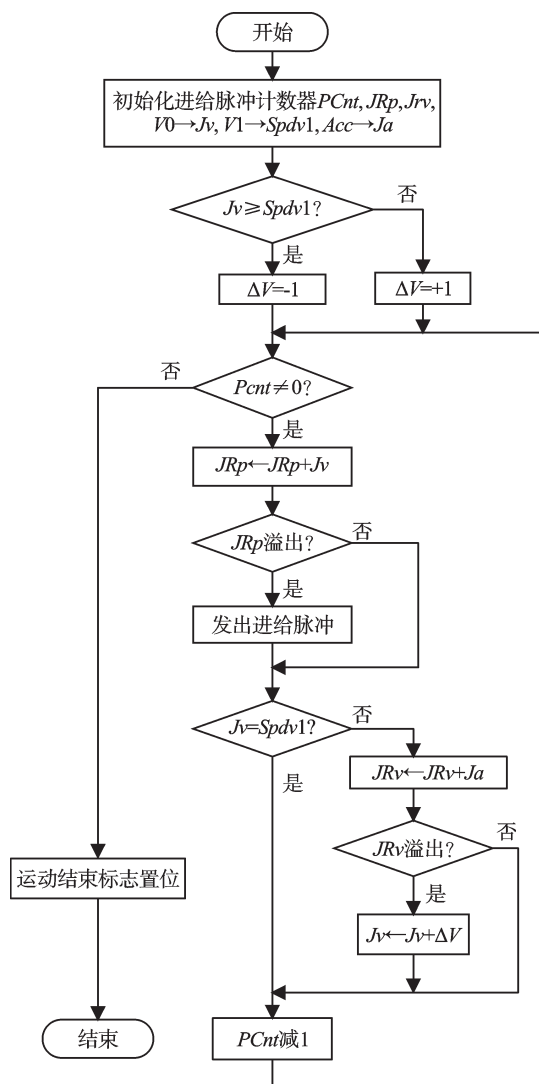 开始
初始化进给脉冲计数器PCnt, JRp, Jrv,
V0→Jv, V1→Spdv1, Acc→Ja
Jv≥Spdv1?
否
是
ΔV=-1
ΔV=+1
否
Pcnt≠0?
是
JRp←JRp+Jv
JRp溢出?
否
是
发出进给脉冲
Jv=Spdv1?
否
是
JRv←JRv+Ja
JRv溢出?
否
是
Jv←Jv+ΔV
运动结束标志置位
结束
PCnt减1